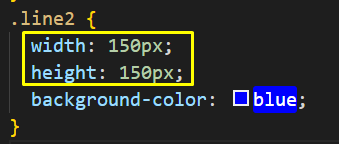 .line2 {
width: 150px;
height: 150px;
background-color: blue;
}